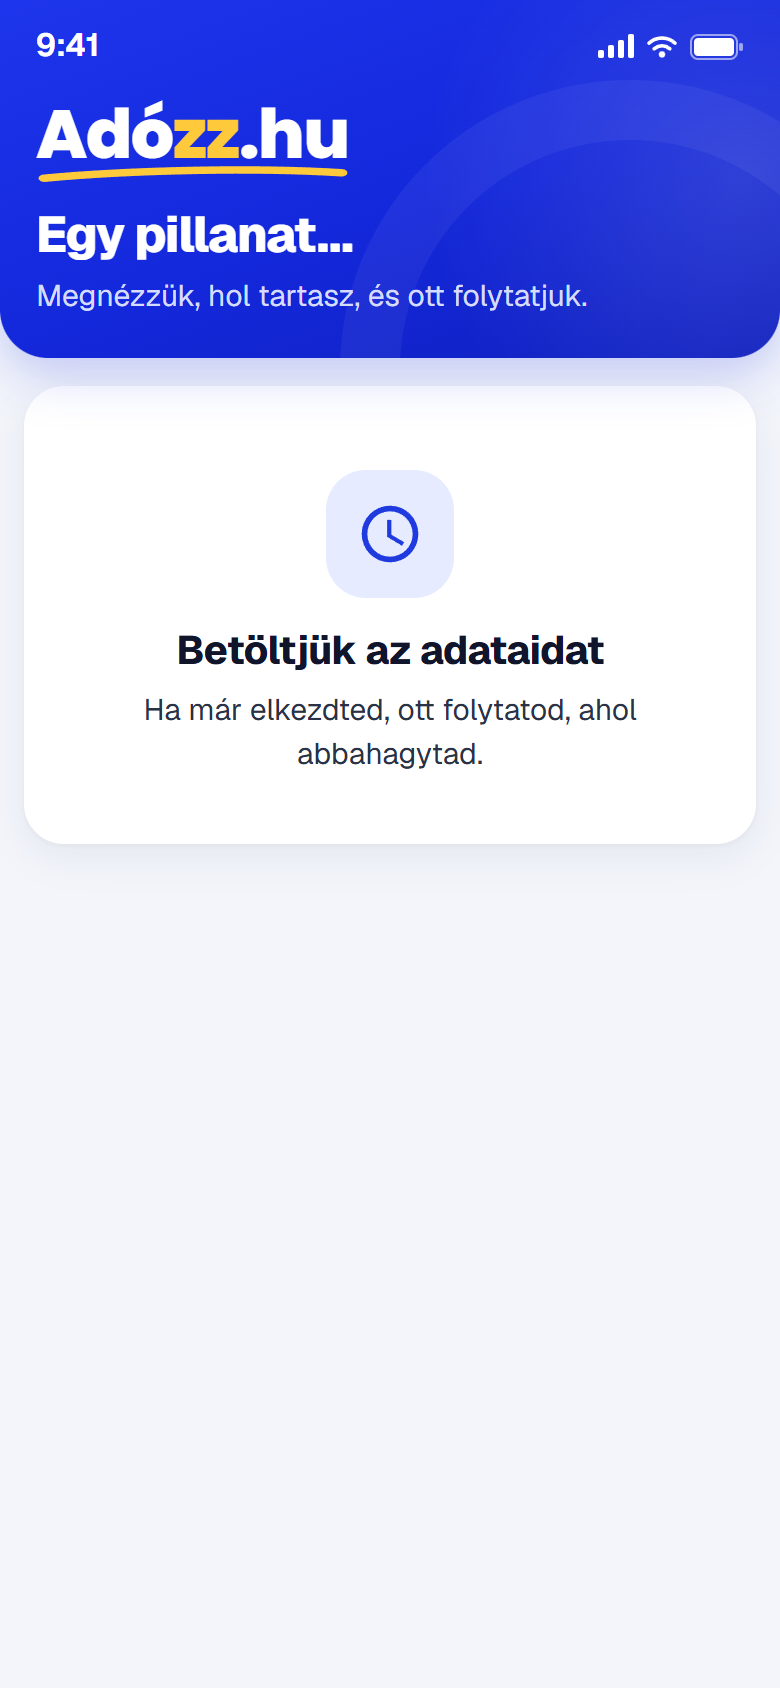 9:41
Adózz.hu
Egy pillanat...
Megnézzük, hol tartasz, és ott folytatjuk.
Betöltjük az adataidat
Ha már elkezdted, ott folytatod, ahol
abbahagytad.